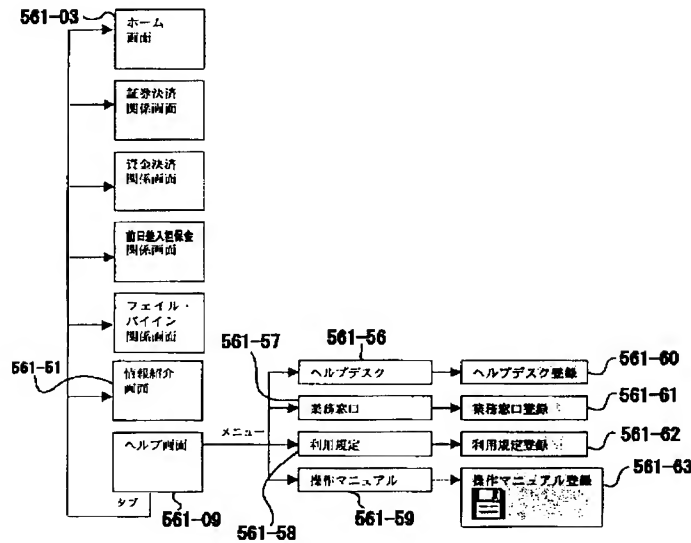 561-03
ホーム
画面
証券決済
関係画面
資金決済
関係画面
前日差入担保金
関係画面
フェイル・
バイイン
関係画面
561-51
情報紹介
画面
ヘルプ画面
タブ
561-09
メニュー
561-57
561-56
ヘルプデスク
ヘルプデスク登録
561-60
業務窓口
業務窓口登録
561-61
利用規定
利用規定登録
561-62
561-58
操作マニュアル
561-59
操作マニュアル登録
561-63